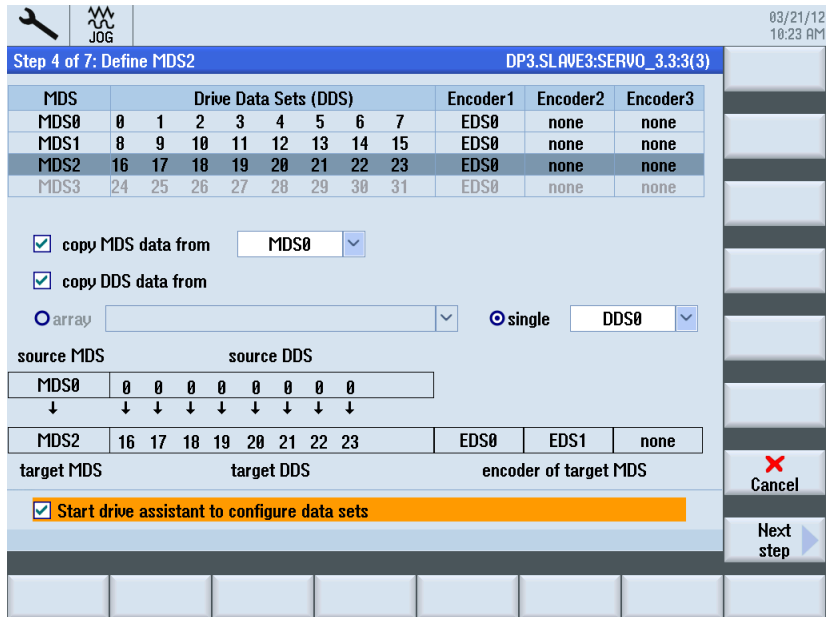 JOG
03/21/12
10:23 AM
Step 4 of 7: Define MDS2 DP3.SLAVE3:SERVO_3.3:3(3)
MDS Drive Data Sets (DDS) Encoder1 Encoder2 Encoder3
MDS0 0 1 2 3 4 5 6 7 EDS0 none none
MDS1 8 9 10 11 12 13 14 15 EDS0 none none
MDS2 16 17 18 19 20 21 22 23 EDS0 none none
MDS3 24 25 26 27 28 29 30 31 EDS0 none none
copy MDS data from MDS0
copy DDS data from
array single DDS0
source MDS source DDS
MDS0 0 0 0 0 0 0 0 0
↓ ↓ ↓ ↓ ↓ ↓ ↓ ↓ ↓
MDS2 16 17 18 19 20 21 22 23 EDS0 EDS1 none
target MDS target DDS encoder of target MDS
Start drive assistant to configure data sets
Cancel
Next
step